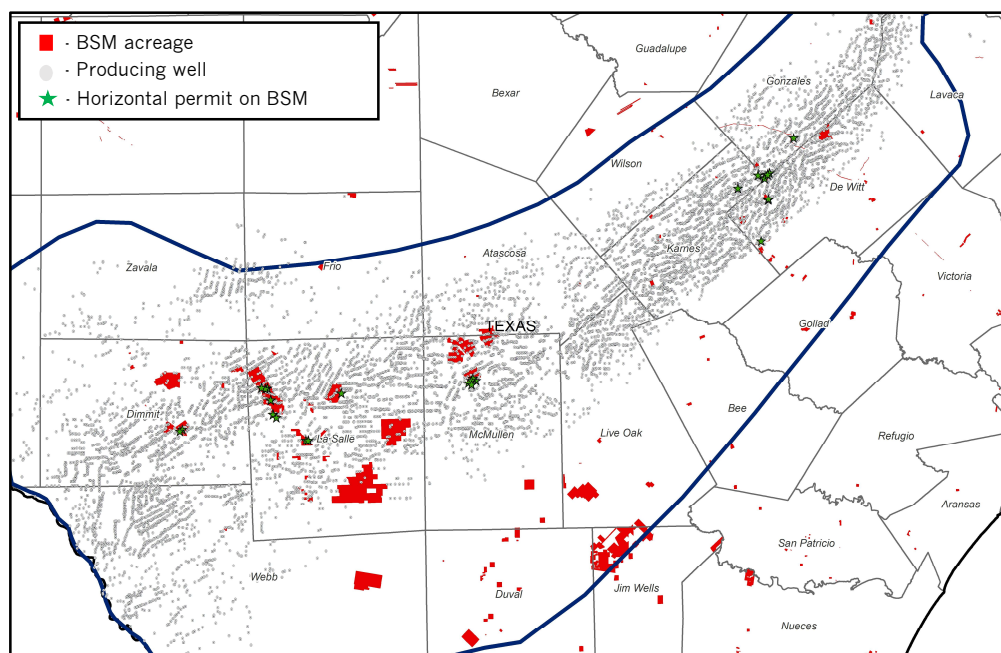 - BSM acreage
- Producing well
- Horizontal permit on BSM
Guadalupe
Bexar
Gonzales
Lavaca
Wilson
De Witt
Karnes
Atascosa
Zavala
Frio
Victoria
TEXAS
Goliad
Dimmit
La Salle
McMullen
Live Oak
Bee
Refugio
Aransas
San Patricio
Webb
Duval
Jim Wells
Nueces